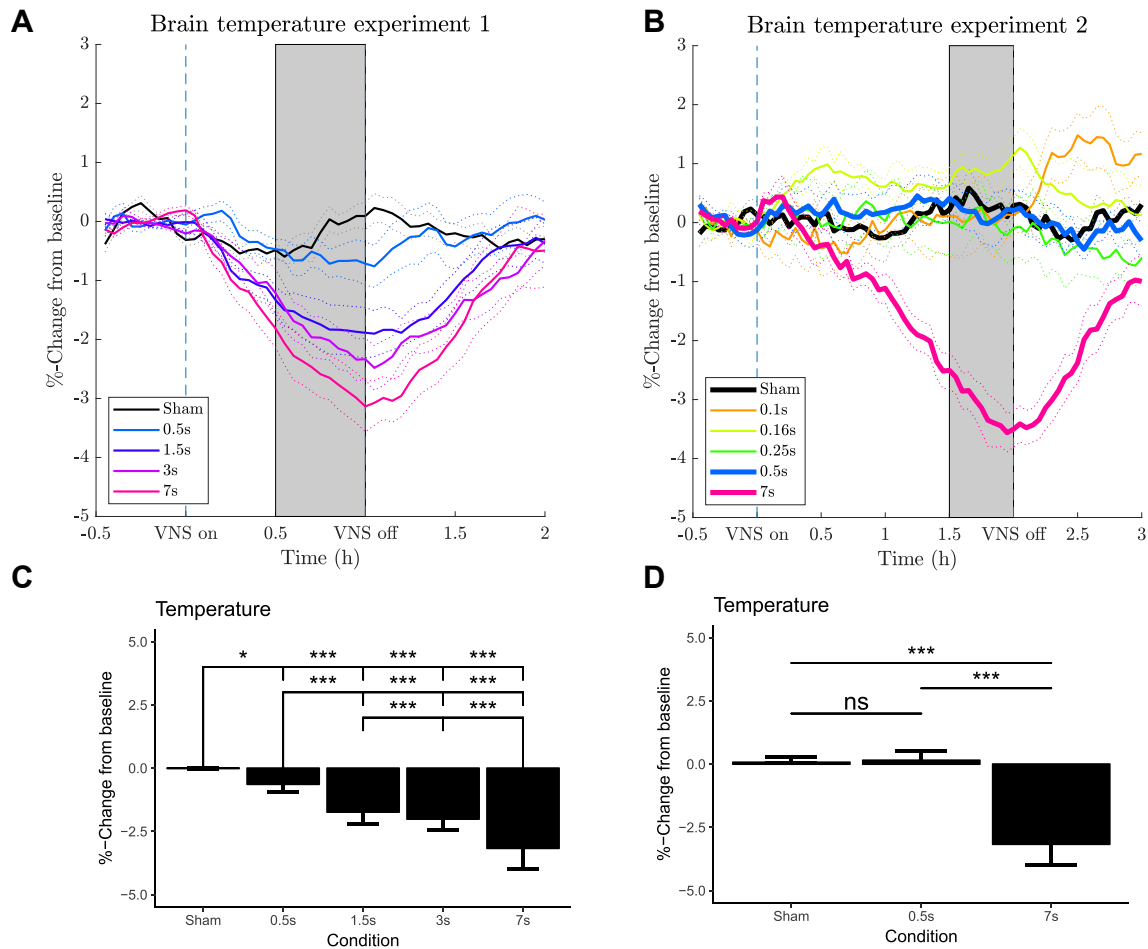 A
Brain temperature experiment 1
3
2
1
0
-1
-2
-3
-4
-5
%-Change from baseline
Sham
0.5s
1.5s
3s
7s
-0.5 VNS on 0.5 VNS off 1.5 2
Time (h)
B
Brain temperature experiment 2
3
2
1
0
-1
-2
-3
-4
-5
%-Change from baseline
Sham
0.1s
0.16s
0.25s
0.5s
7s
-0.5 VNS on 0.5 1 1.5 VNS off 2.5 3
Time (h)
C
Temperature
5.0
2.5
0.0
−2.5
−5.0
%−Change from baseline
* *** *** ***
*** *** ***
*** ***
Sham 0.5s 1.5s 3s 7s
Condition
D
Temperature
5.0
2.5
0.0
−2.5
−5.0
%−Change from baseline
***
***
ns
Sham 0.5s 7s
Condition